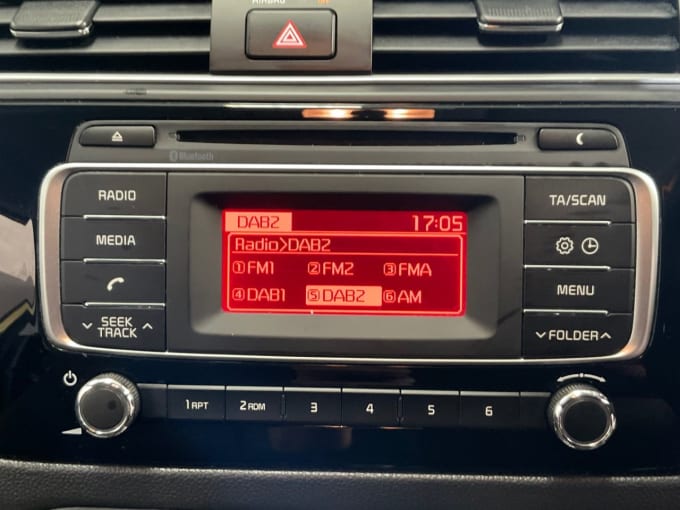 Bluetooth
RADIO
MEDIA
SEEK
TRACK
DAB2 17:05
Radio>DAB2
①FM1 ②FM2 ③FMA
④DAB1 ⑤DAB2 ⑥AM
TA/SCAN
MENU
FOLDER
1 RPT 2 RDM 3 4 5 6